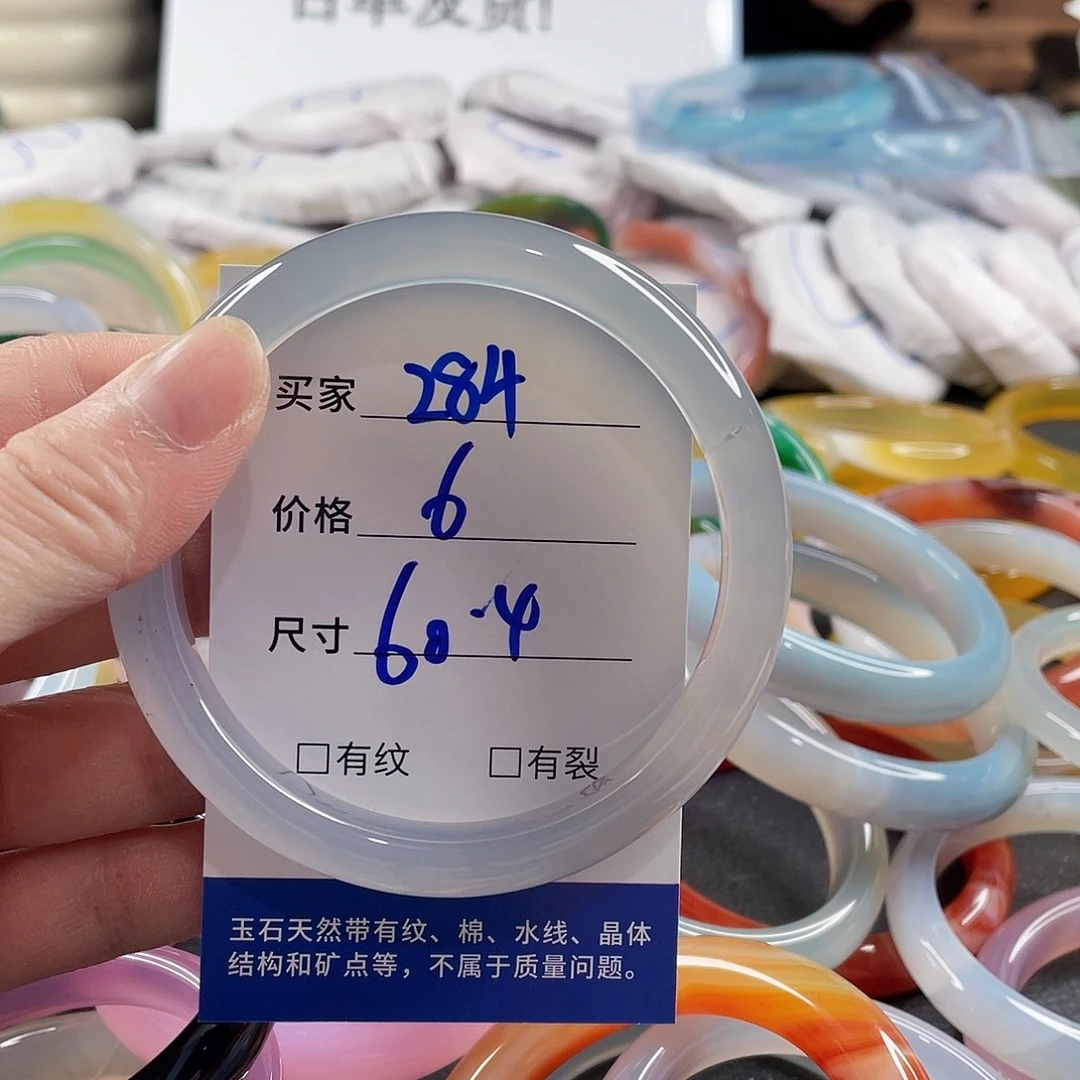 买家 284
价格 6
尺寸 60.4
□有纹 □有裂
玉石天然带有纹、棉、水线、晶体
结构和矿点等，不属于质量问题。